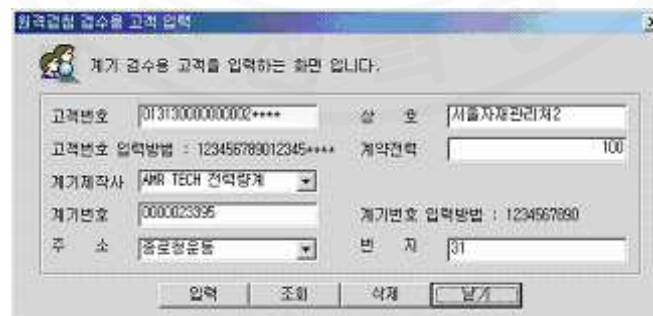 원격검침 검수용 고객 입력
계기 검수용 고객을 입력하는 화면 입니다.
고객번호 013130000000002**** 상 호 서울자재관리처2
고객번호 입력방법 : 123456789012345**** 계약전력 100
계기제작사 AMR TECH 전력량계
계기번호 0000023395 계기번호 입력방법 : 1234567890
주 소 종로청운동 번 지 31
입력 조회 삭제 닫기